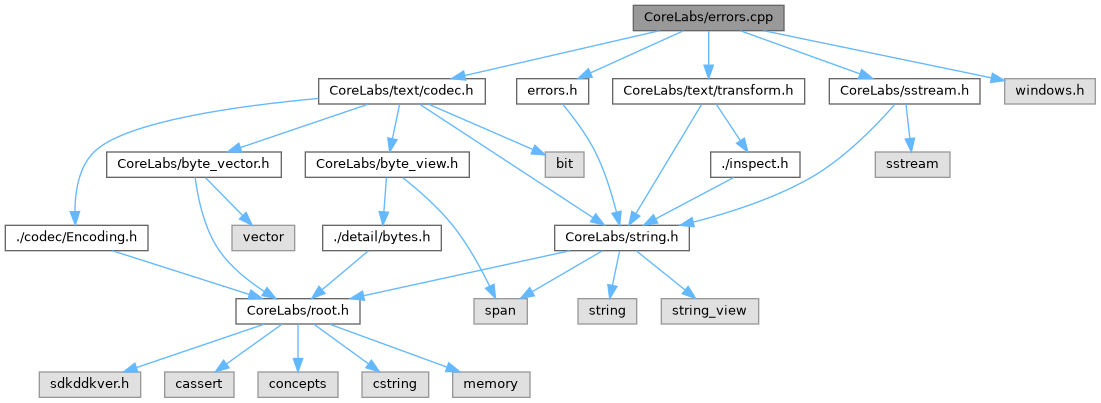 CoreLabs/errors.cpp
CoreLabs/text/codec.h
errors.h
CoreLabs/text/transform.h
CoreLabs/sstream.h
windows.h
CoreLabs/byte_vector.h
CoreLabs/byte_view.h
bit
./inspect.h
sstream
./codec/Encoding.h
vector
./detail/bytes.h
CoreLabs/string.h
CoreLabs/root.h
span
string
string_view
sdkddkver.h
cassert
concepts
cstring
memory